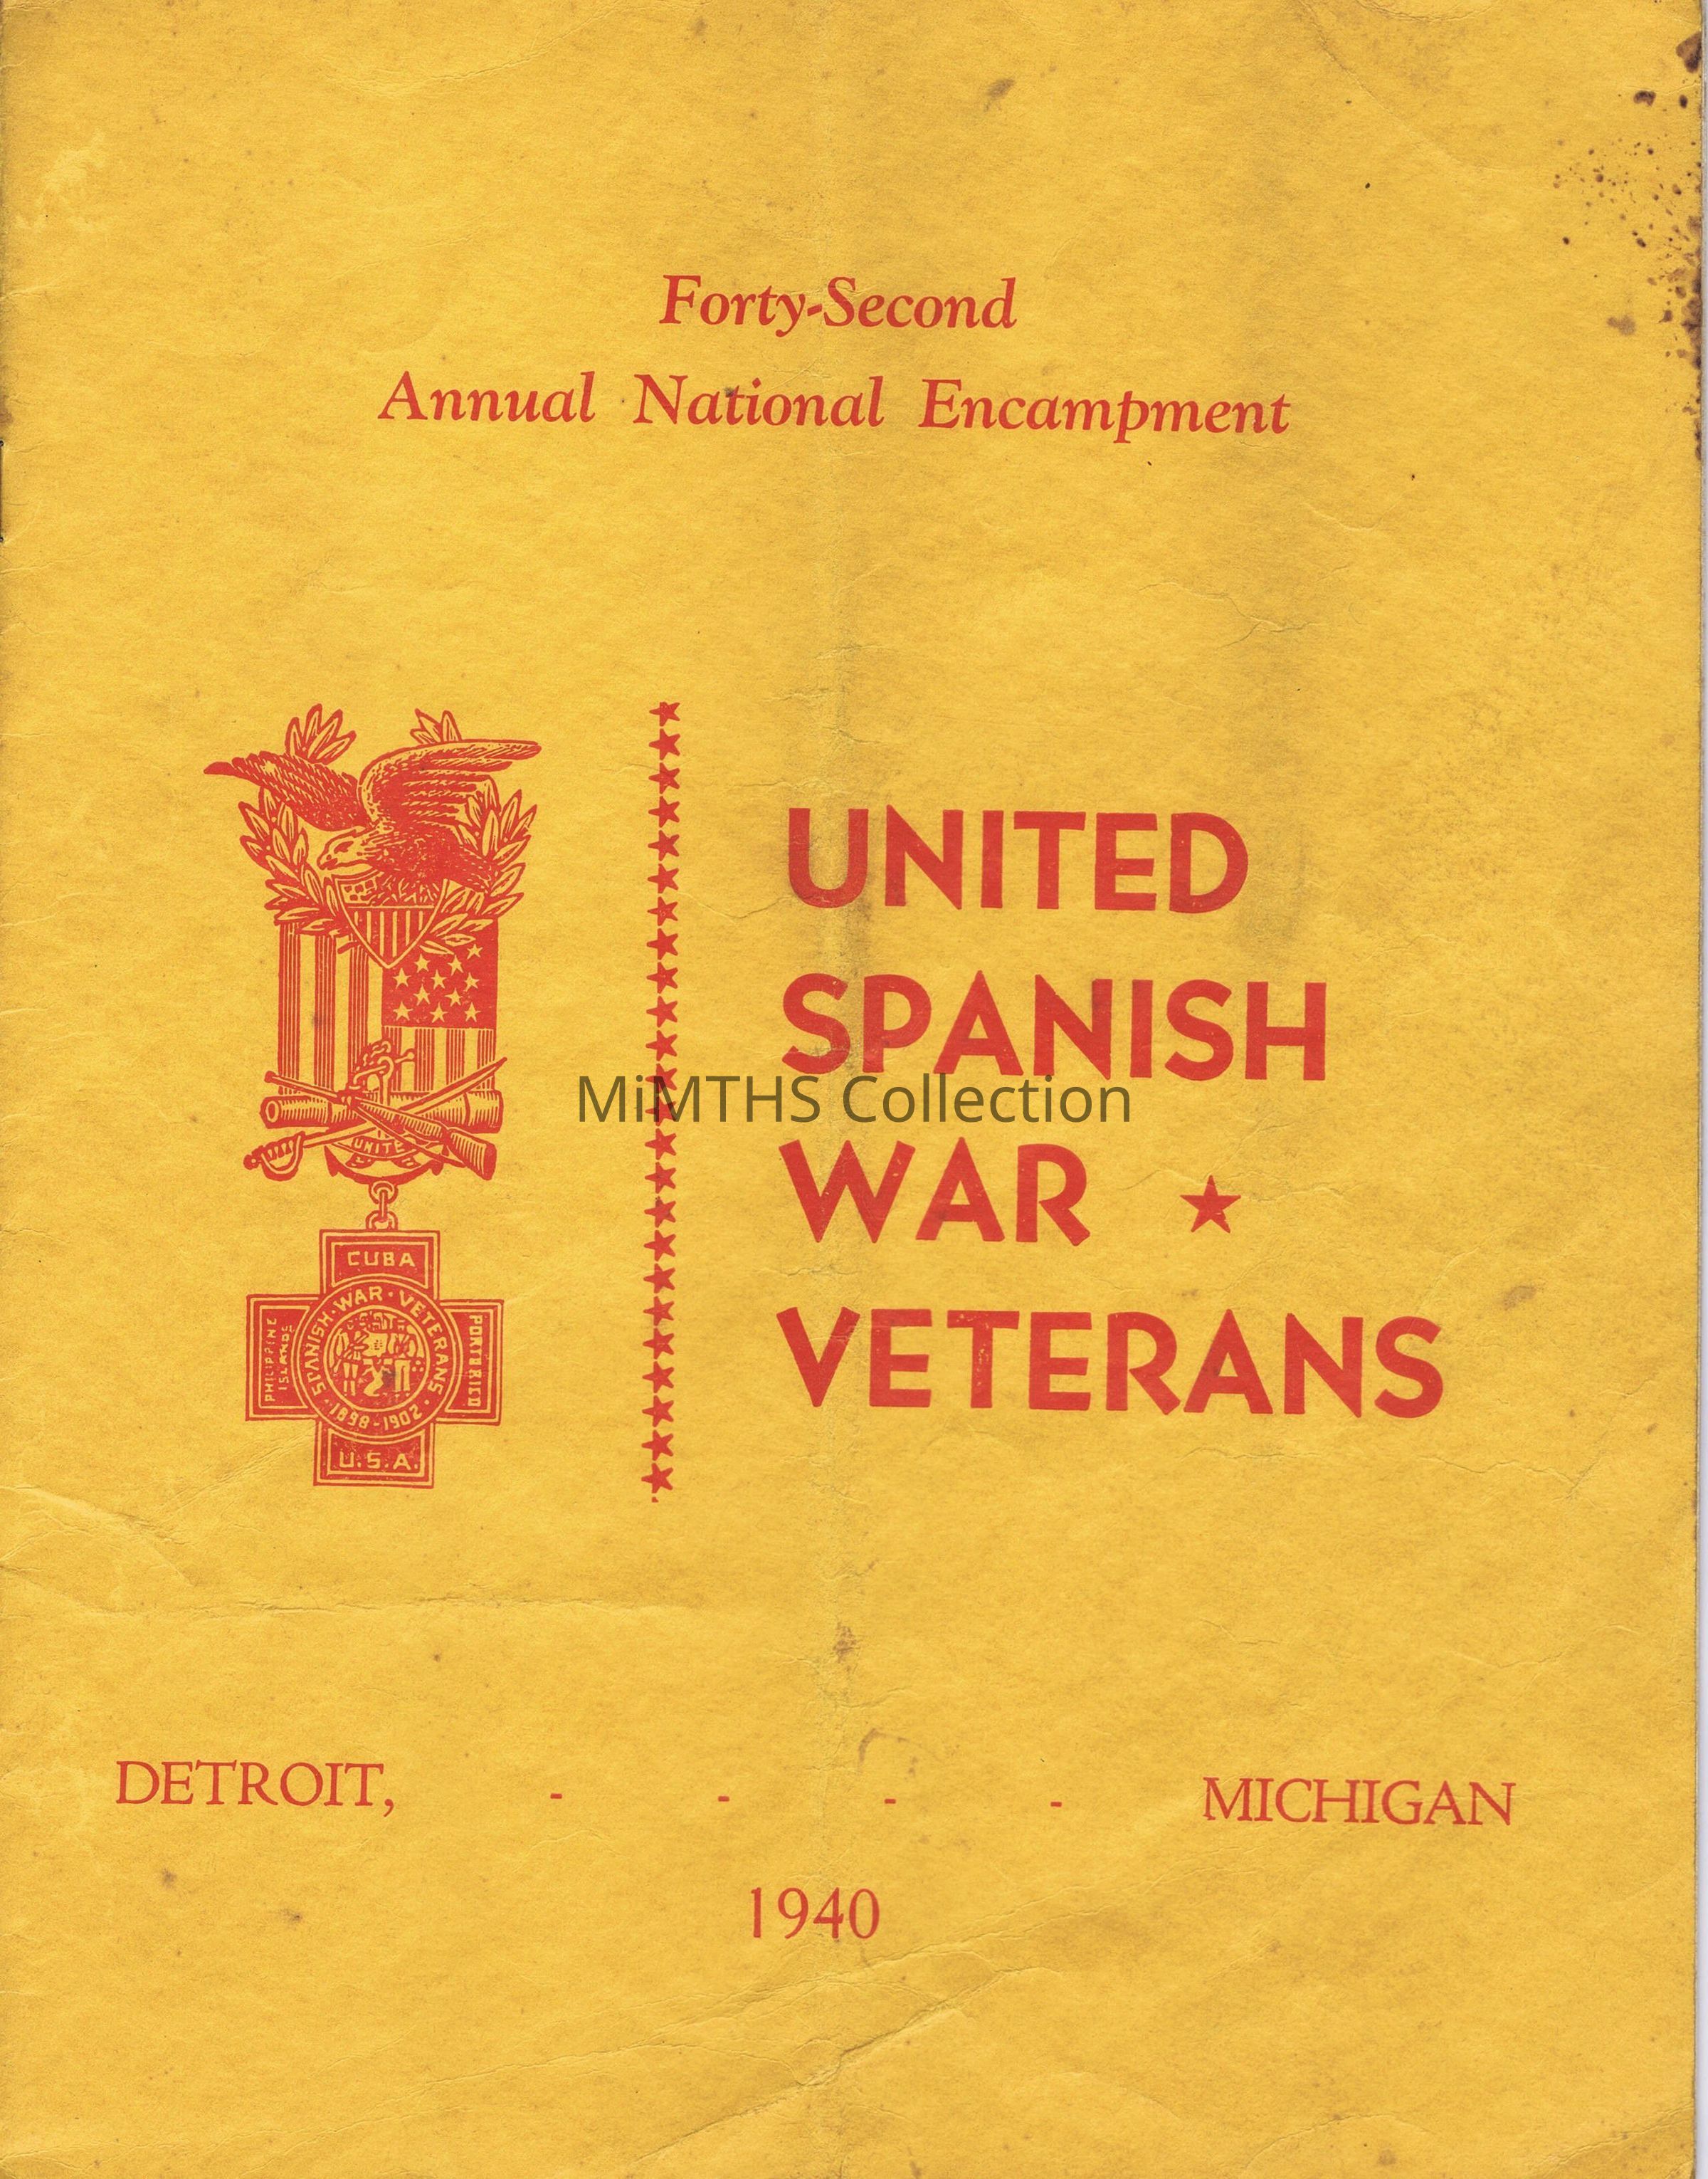 Forty-Second
Annual National Encampment
UNITED
SPANISH
WAR
VETERANS
MiMTHS Collection
UNITED
CUBA
PHILIPPINE
ISLANDS
SPANISH·WAR·VETERANS
PORTO RICO
·1898-1902·
U.S.A.
DETROIT, - - - - MICHIGAN
1940